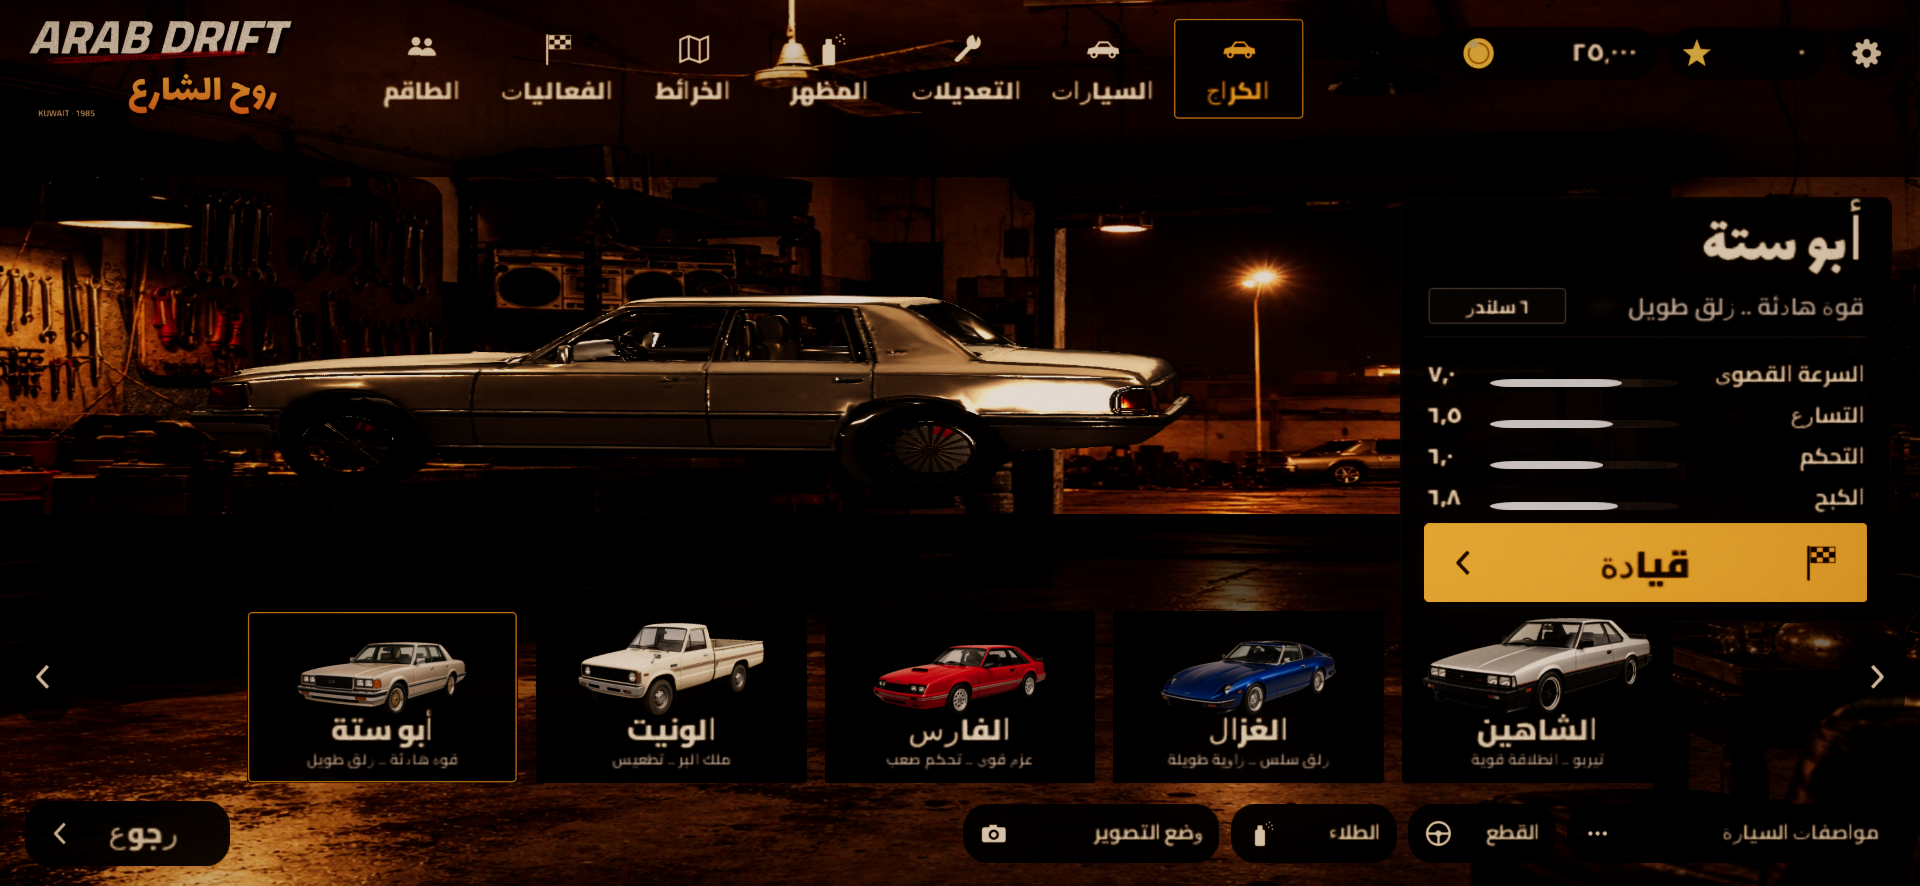 ARAB DRIFT
روح الشارع
KUWAIT · 1985
الكراج
السيارات
التعديلات
المظهر
الخرائط
الفعاليات
الطاقم
٢٥,٠٠٠
٠
أبو ستة
قوة هادئة .. زلق طويل
٦ سلندر
السرعة القصوى ٧,٠
التسارع ٦,٥
التحكم ٦,٠
الكبح ٦,٨
قيادة
الشاهين
تيربو .. انطلاقة قوية
الغزال
زلق سلس .. زاوية طويلة
الفارس
عزم قوي .. تحكم صعب
الونيت
ملك البر .. تطعيس
أبو ستة
قوة هادئة .. زلق طويل
مواصفات السيارة
القطع
الطلاء
وضع التصوير
رجوع